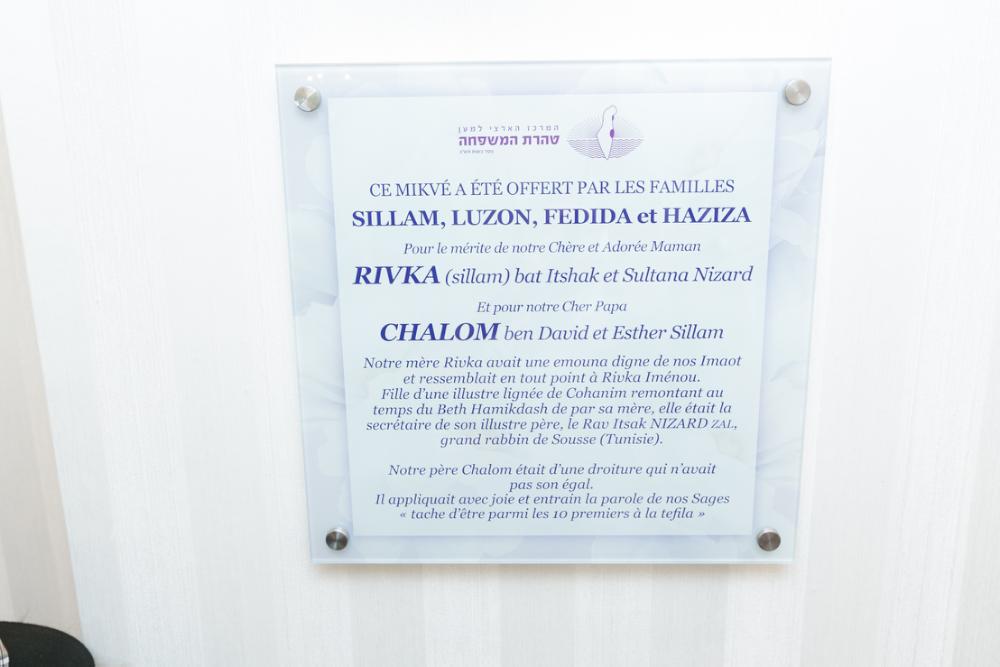 המרכז הארצי למען
טהרת המשפחה
CE MIKVÉ A ÉTÉ OFFERT PAR LES FAMILLES
SILLAM, LUZON, FEDIDA et HAZIZA
Pour le mérite de notre Chère et Adorée Maman
RIVKA (sillam) bat Itshak et Sultana Nizard
Et pour notre Cher Papa
CHALOM ben David et Esther Sillam
Notre mère Rivka avait une emouna digne de nos Imaot
et ressemblait en tout point à Rivka Iménou.
Fille d'une illustre lignée de Cohanim remontant au
temps du Beth Hamikdash de par sa mère, elle était la
secrétaire de son illustre père, le Rav Itsak NIZARD ZAL,
grand rabbin de Sousse (Tunisie).
Notre père Chalom était d'une droiture qui n'avait
pas son égal.
Il appliquait avec joie et entrain la parole de nos Sages
« tache d'être parmi les 10 premiers à la tefila »